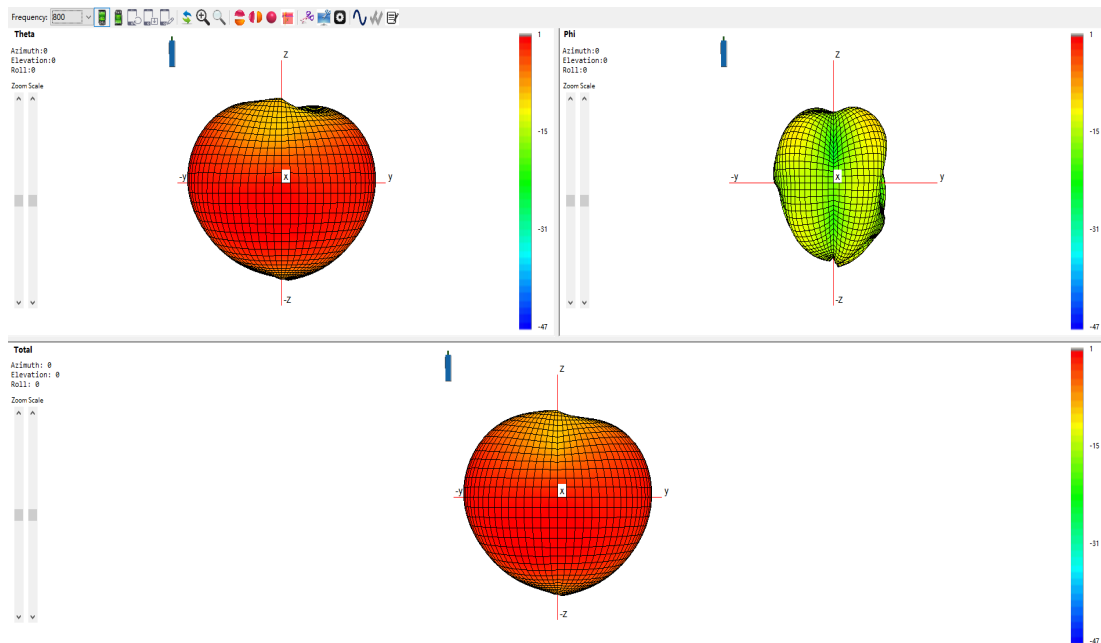 Frequency: 800
Theta
Azimuth:0
Elevation:0
Roll:0
Zoom Scale
Z
-y
X
y
-Z
1
-15
-31
-47
Phi
Azimuth:0
Elevation:0
Roll:0
Zoom Scale
Z
-y
X
y
-Z
1
-15
-31
-47
Total
Azimuth: 0
Elevation: 0
Roll: 0
Zoom Scale
Z
-y
X
y
-Z
1
-15
-31
-47